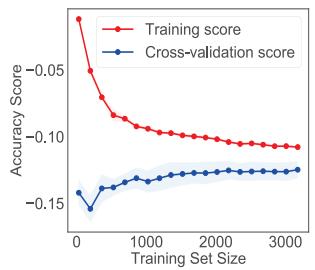 Training score
Cross-validation score
Accuracy Score
−0.05
−0.10
−0.15
0 1000 2000 3000
Training Set Size